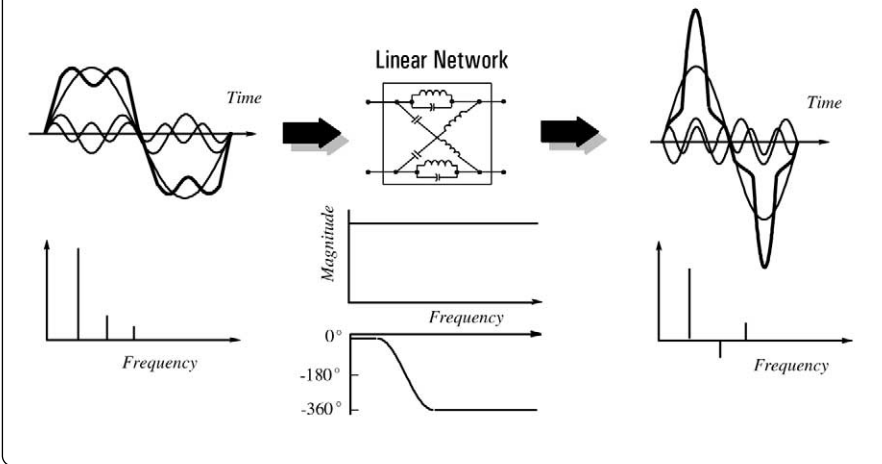 Linear Network
Time
Time
Magnitude
Frequency
Frequency
0°
-180°
-360°
Frequency